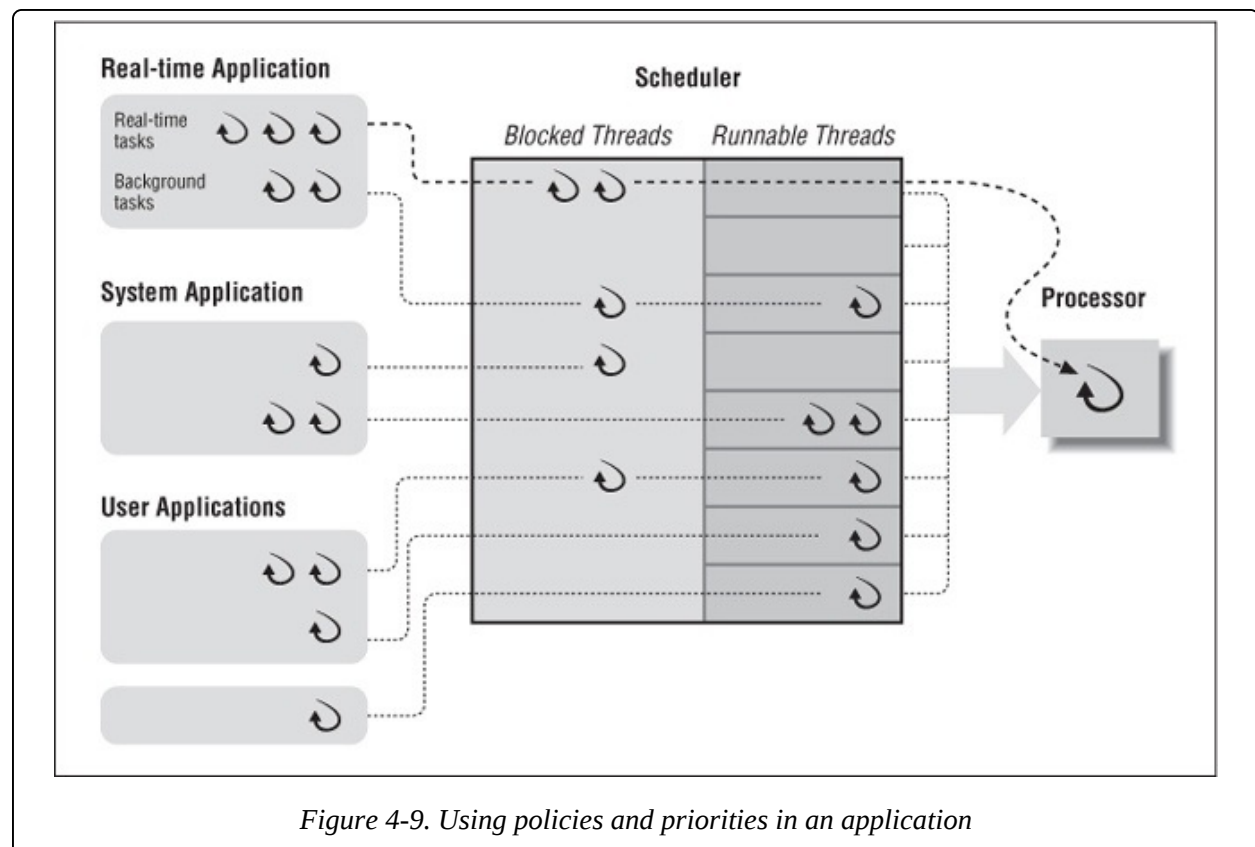 Real-time Application
Real-time
tasks
Background
tasks
System Application
User Applications
Scheduler
Blocked Threads
Runnable Threads
Processor
Figure 4-9. Using policies and priorities in an application